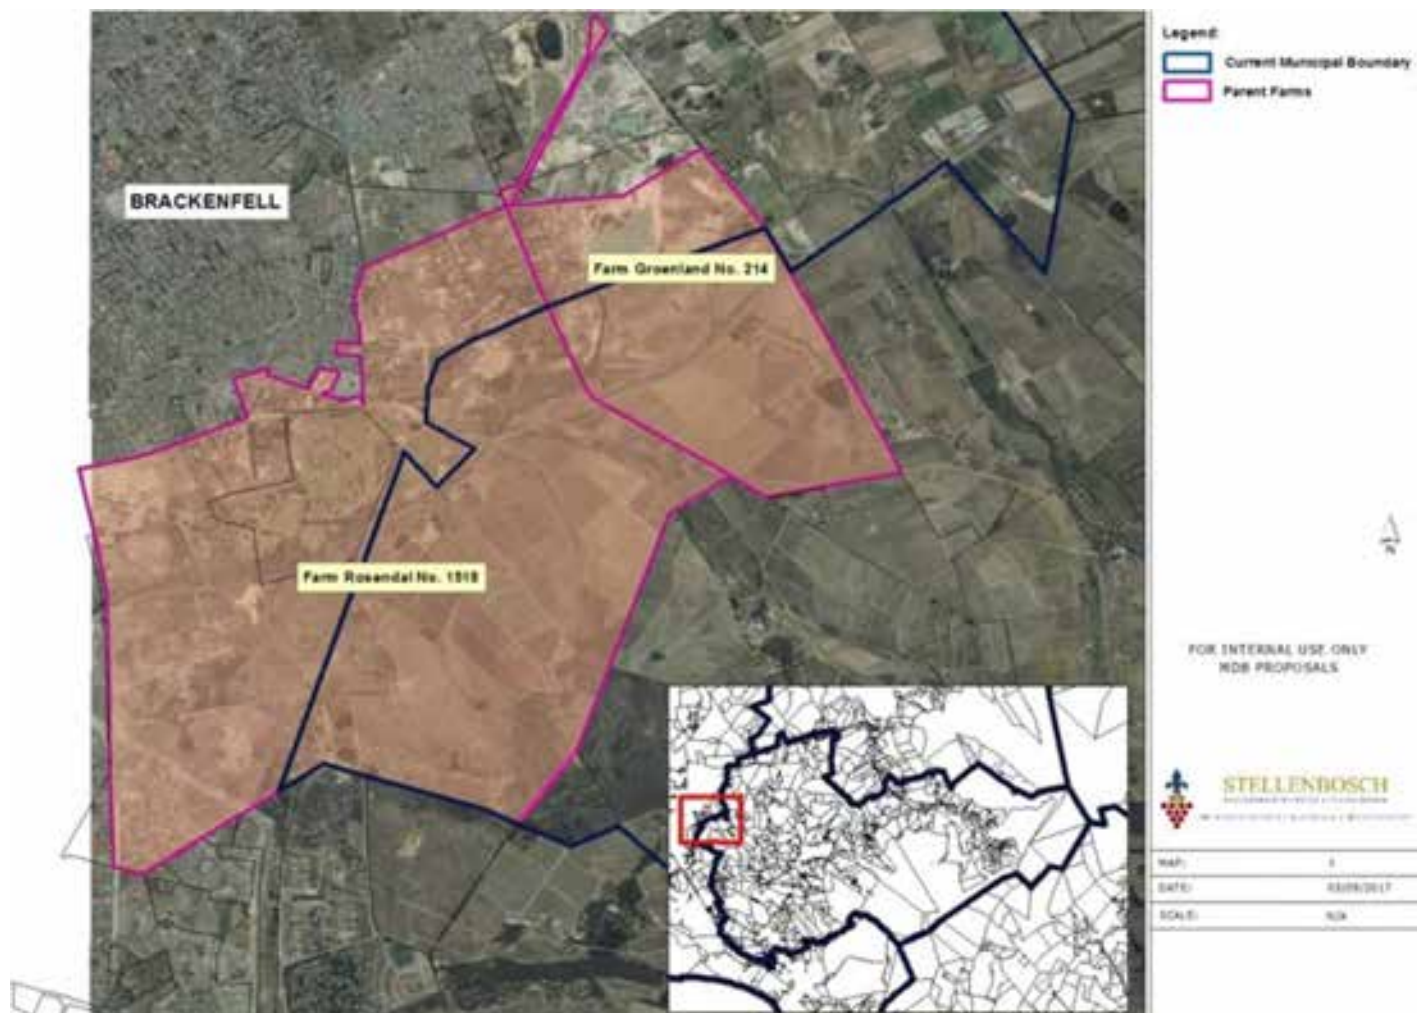 Legend:
Current Municipal Boundary
Parent Farms
BRACKENFELL
Farm Groenland No. 214
Farm Rosendal No. 1518
FOR INTERNAL USE ONLY
MDB PROPOSALS
STELLENBOSCH
MAP:
DATE:
SCALE: